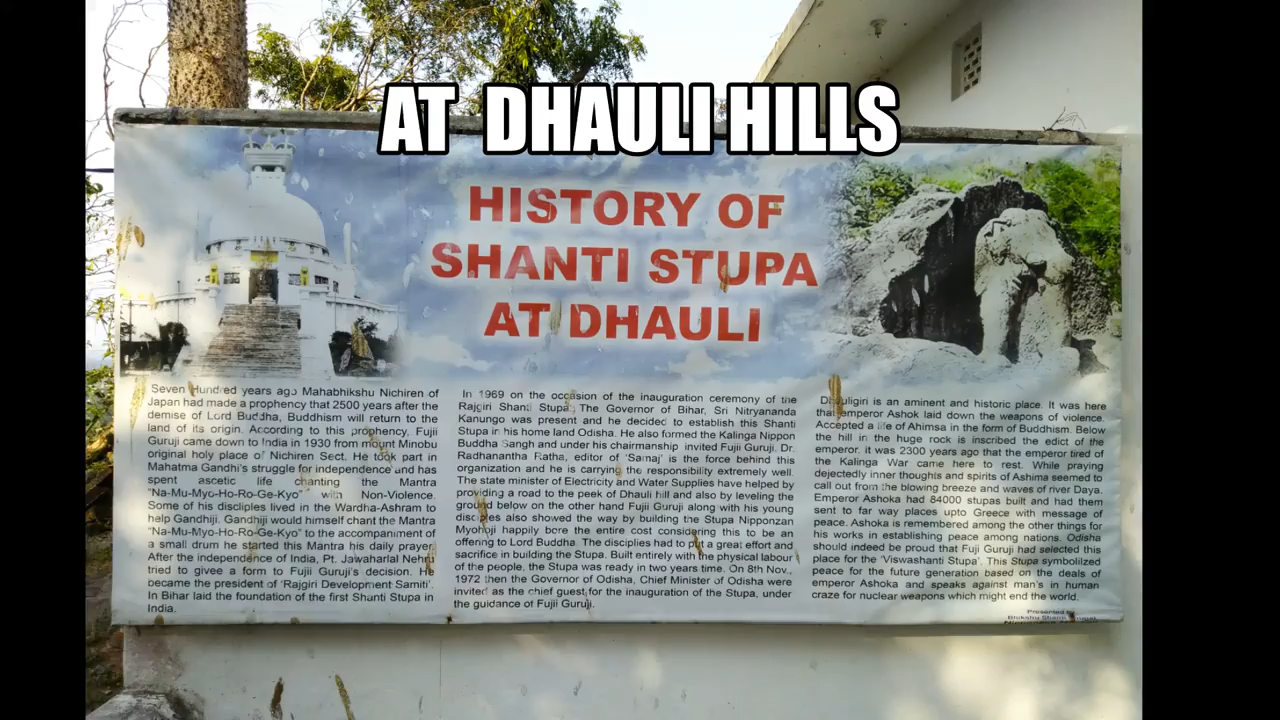 AT DHAULI HILLS
HISTORY OF
SHANTI STUPA
AT DHAULI
Seven Hundred years ago Mahabhikshu Nichiren of
Japan had made a prophency that 2500 years after the
demise of Lord Buddha, Buddhism will return to the
land of its origin. According to this prophency, Fujii
Guruji came down to India in 1930 from mount Minobu
original holy place of Nichiren Sect. He took part in
Mahatma Gandhi's struggle for independence and has
spent ascetic life chanting the Mantra
"Na-Mu-Myo-Ho-Ro-Ge-Kyo" with Non-Violence.
Some of his disclples lived in the Wardha-Ashram to
help Gandhiji. Gandhiji would himself chant the Mantra
"Na-Mu-Myo-Ho-Ro-Ge-Kyo" to the accompaniment of
a small drum he started this Mantra his daily prayer.
After the independence of India, Pt. Jawaharlal Nehru
tried to givee a form to Fujii Guruji's decision. He
became the president of 'Rajgiri Development Samiti'.
In Bihar laid the foundation of the first Shanti Stupa in
India.
In 1969 on the occasion of the inauguration ceremony of the
Rajgiri Shanti Stupa, The Governor of Bihar, Sri Nityananda
Kanungo was present and he decided to establish this Shanti
Stupa in his home land Odisha. He also formed the Kalinga Nippon
Buddha Sangh and under his chairmanship invited Fujii Guruji. Dr.
Radhanantha Ratha, editor of 'Samaj' is the force behind this
organization and he is carrying the responsibility extremely well.
The state minister of Electricity and Water Supplies have helped by
providing a road to the peek of Dhauli hill and also by leveling the
ground below on the other hand Fujii Guruji along with his young
disciples also showed the way by building the Stupa Nipponzan
Myohoji happily bore the entire cost considering this to be an
offering to Lord Buddha. The disciplies had to put a great effort and
sacrifice in building the Stupa. Built entirely with the physical labour
of the people, the Stupa was ready in two years time. On 8th Nov.,
1972 then the Governor of Odisha, Chief Minister of Odisha were
invited as the chief guest for the inauguration of the Stupa, under
the guidance of Fujii Guruji.
Dhauligiri is an aminent and historic place. It was here
that emperor Ashok laid down the weapons of violence.
Accepted a life of Ahimsa in the form of Buddhism. Below
the hill in the huge rock is inscribed the edict of the
emperor. it was 2300 years ago that the emperor tired of
the Kalinga War came here to rest. While praying
dejectedly inner thoughts and spirits of Ashima seemed to
call out from the blowing breeze and waves of river Daya.
Emperor Ashoka had 84000 stupas built and had them
sent to far way places upto Greece with message of
peace. Ashoka is remembered among the other things for
his works in establishing peace among nations. Odisha
should indeed be proud that Fuji Guruji had selected this
place for the 'Viswashanti Stupa'. This Stupa symbolilzed
peace for the future generation based on the deals of
emperor Ashoka and speaks against man's in human
craze for nuclear weapons which might end the world.
Presented by
Bhikshu Shanti Stupa